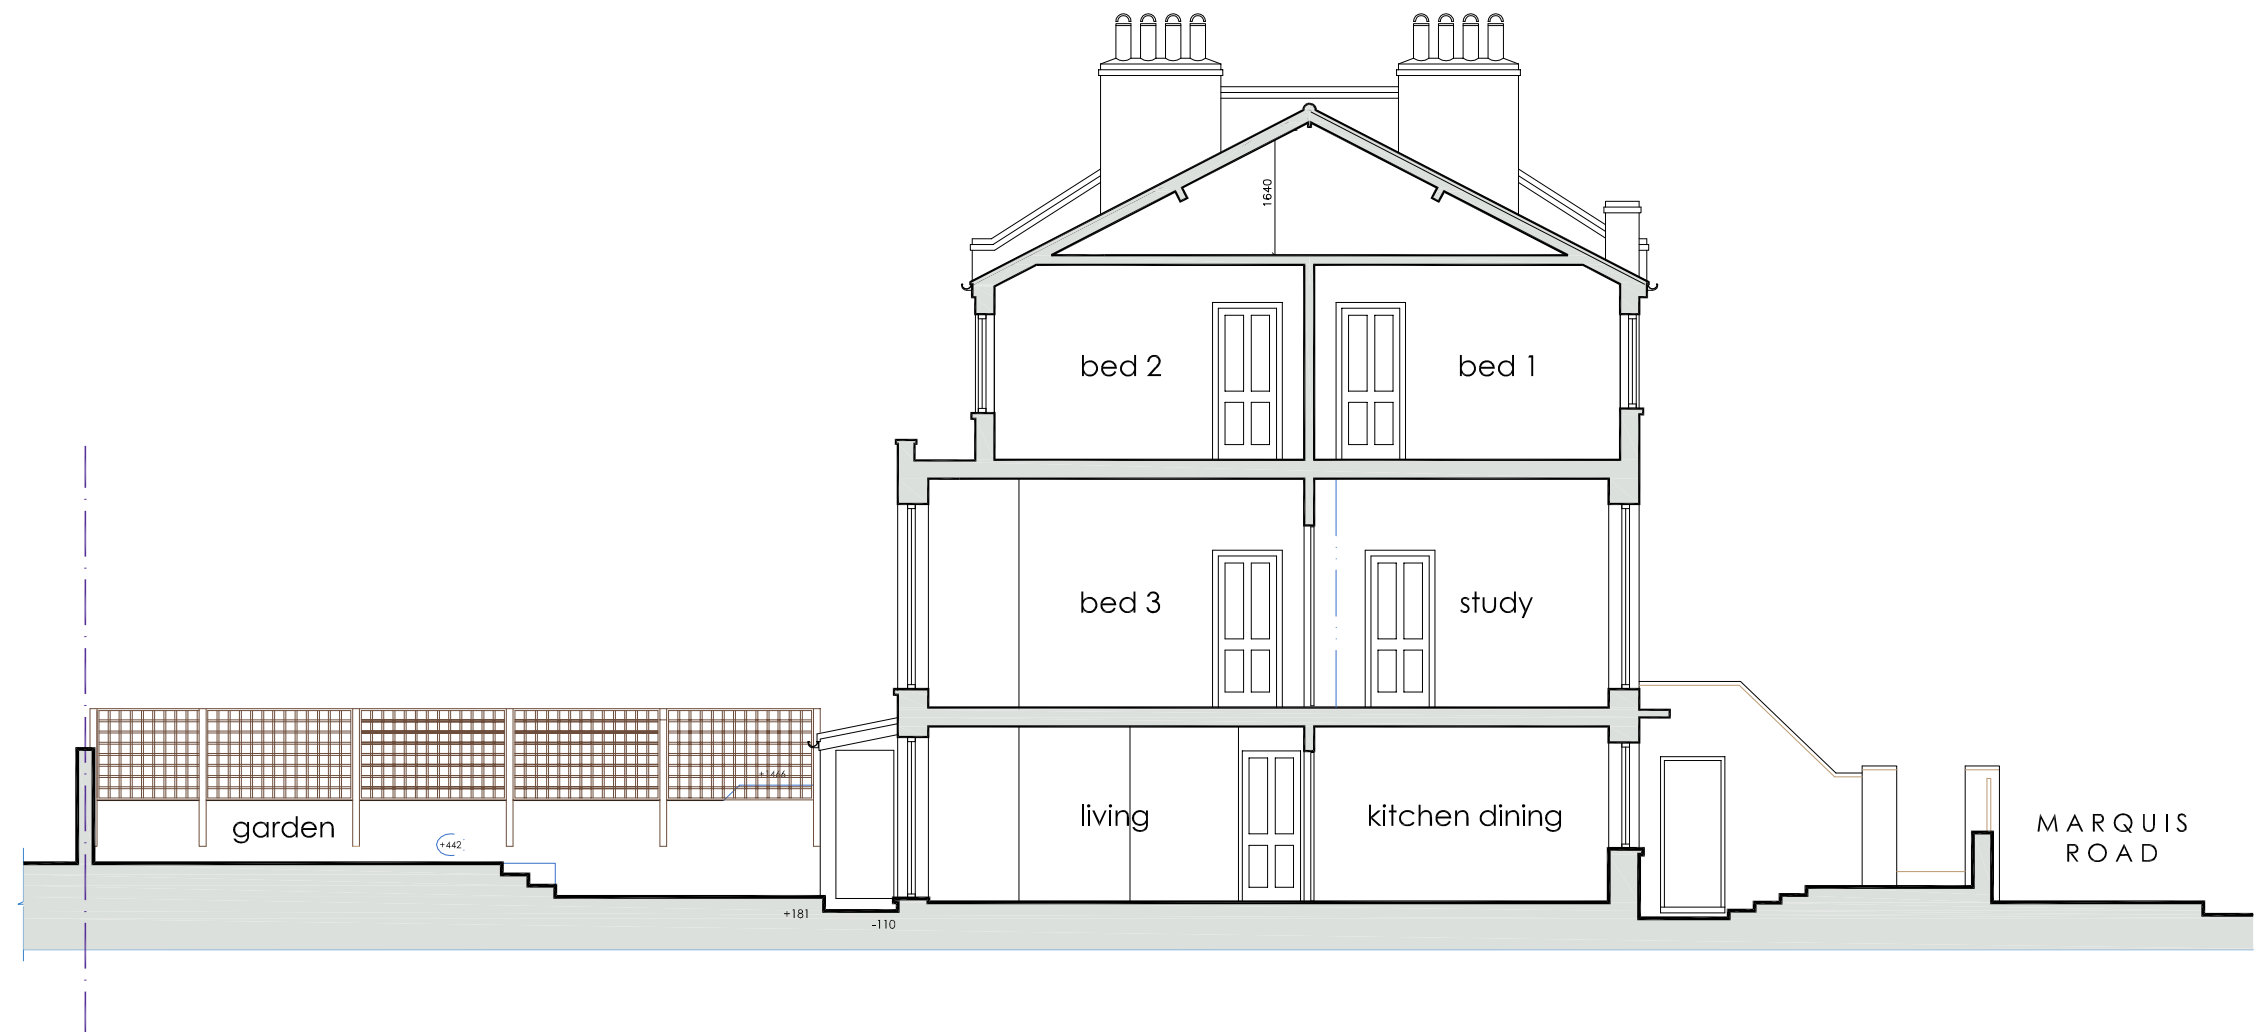 1640
bed 2
bed 1
bed 3
study
living
kitchen dining
garden
+442
MARQUIS
ROAD
+181
-110